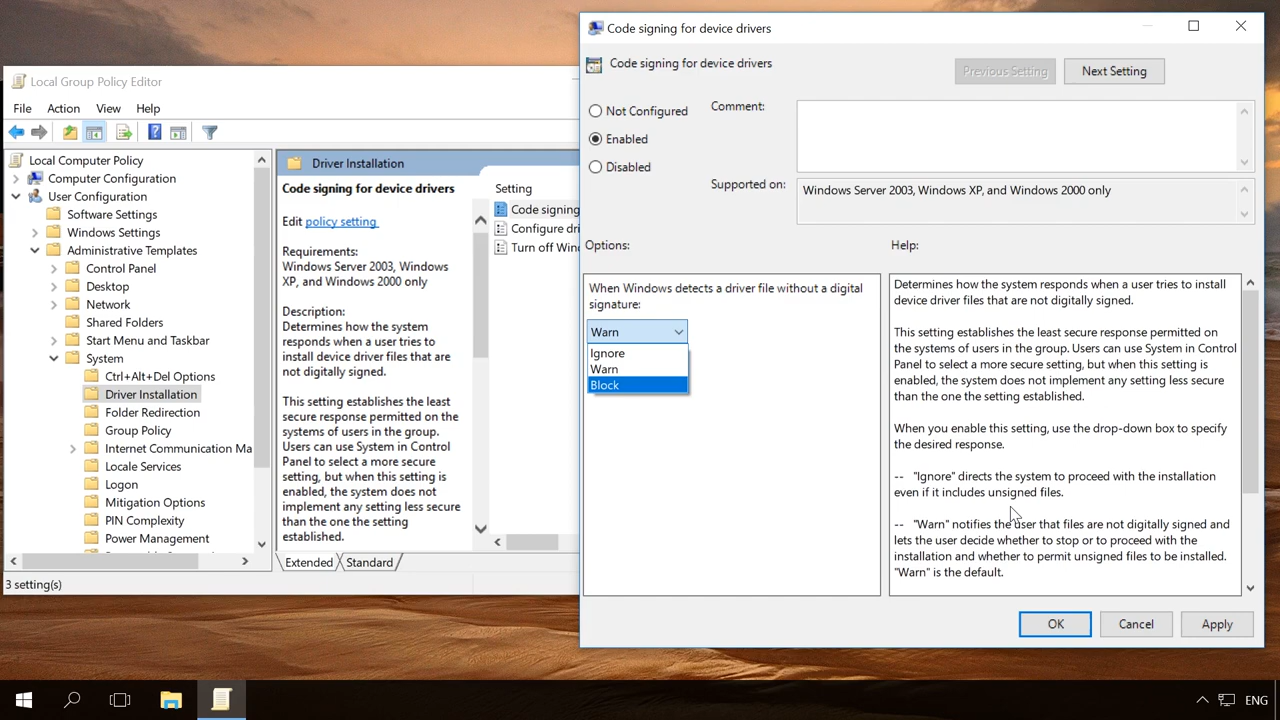 Local Group Policy Editor
File Action View Help
Local Computer Policy
Computer Configuration
User Configuration
Software Settings
Windows Settings
Administrative Templates
Control Panel
Desktop
Network
Shared Folders
Start Menu and Taskbar
System
Ctrl+Alt+Del Options
Driver Installation
Folder Redirection
Group Policy
Internet Communication Ma
Locale Services
Logon
Mitigation Options
PIN Complexity
Power Management
3 setting(s)
Driver Installation
Code signing for device drivers
Edit policy setting
Requirements:
Windows Server 2003, Windows
XP, and Windows 2000 only
Description:
Determines how the system
responds when a user tries to
install device driver files that are
not digitally signed.
This setting establishes the least
secure response permitted on the
systems of users in the group.
Users can use System in Control
Panel to select a more secure
setting, but when this setting is
enabled, the system does not
implement any setting less secure
than the one the setting
established.
Setting
Code signing
Configure dri
Turn off Win
Extended Standard
Code signing for device drivers
Code signing for device drivers
Previous Setting Next Setting
Not Configured
Enabled
Disabled
Comment:
Supported on:
Windows Server 2003, Windows XP, and Windows 2000 only
Options:
When Windows detects a driver file without a digital
signature:
Warn
Ignore
Warn
Block
Help:
Determines how the system responds when a user tries to install
device driver files that are not digitally signed.
This setting establishes the least secure response permitted on
the systems of users in the group. Users can use System in Control
Panel to select a more secure setting, but when this setting is
enabled, the system does not implement any setting less secure
than the one the setting established.
When you enable this setting, use the drop-down box to specify
the desired response.
-- "Ignore" directs the system to proceed with the installation
even if it includes unsigned files.
-- "Warn" notifies the user that files are not digitally signed and
lets the user decide whether to stop or to proceed with the
installation and whether to permit unsigned files to be installed.
"Warn" is the default.
OK Cancel Apply
ENG